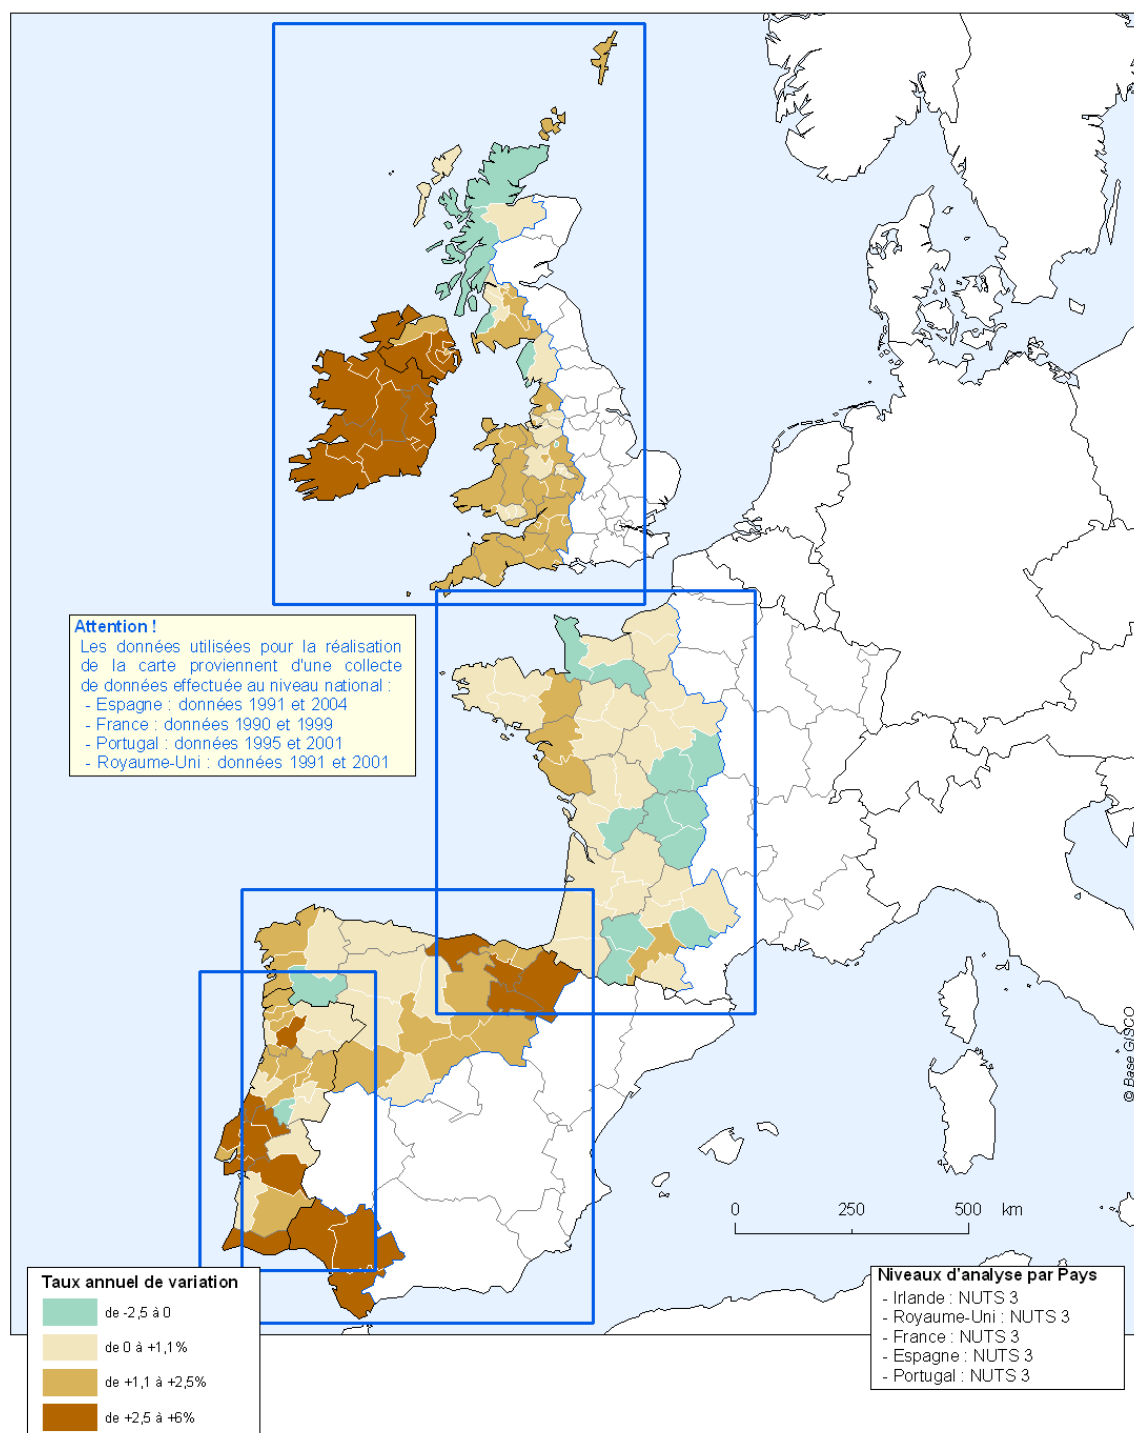 Attention !
Les données utilisées pour la réalisation
de la carte proviennent d'une collecte
de données effectuée au niveau national :
- Espagne : données 1991 et 2004
- France : données 1990 et 1999
- Portugal : données 1995 et 2001
- Royaume-Uni : données 1991 et 2001
© Base GISCO
0 250 500 km
Taux annuel de variation
de -2,5 à 0
de 0 à +1,1%
de +1,1 à +2,5%
de +2,5 à +6%
Niveaux d'analyse par Pays
- Irlande : NUTS 3
- Royaume-Uni : NUTS 3
- France : NUTS 3
- Espagne : NUTS 3
- Portugal : NUTS 3